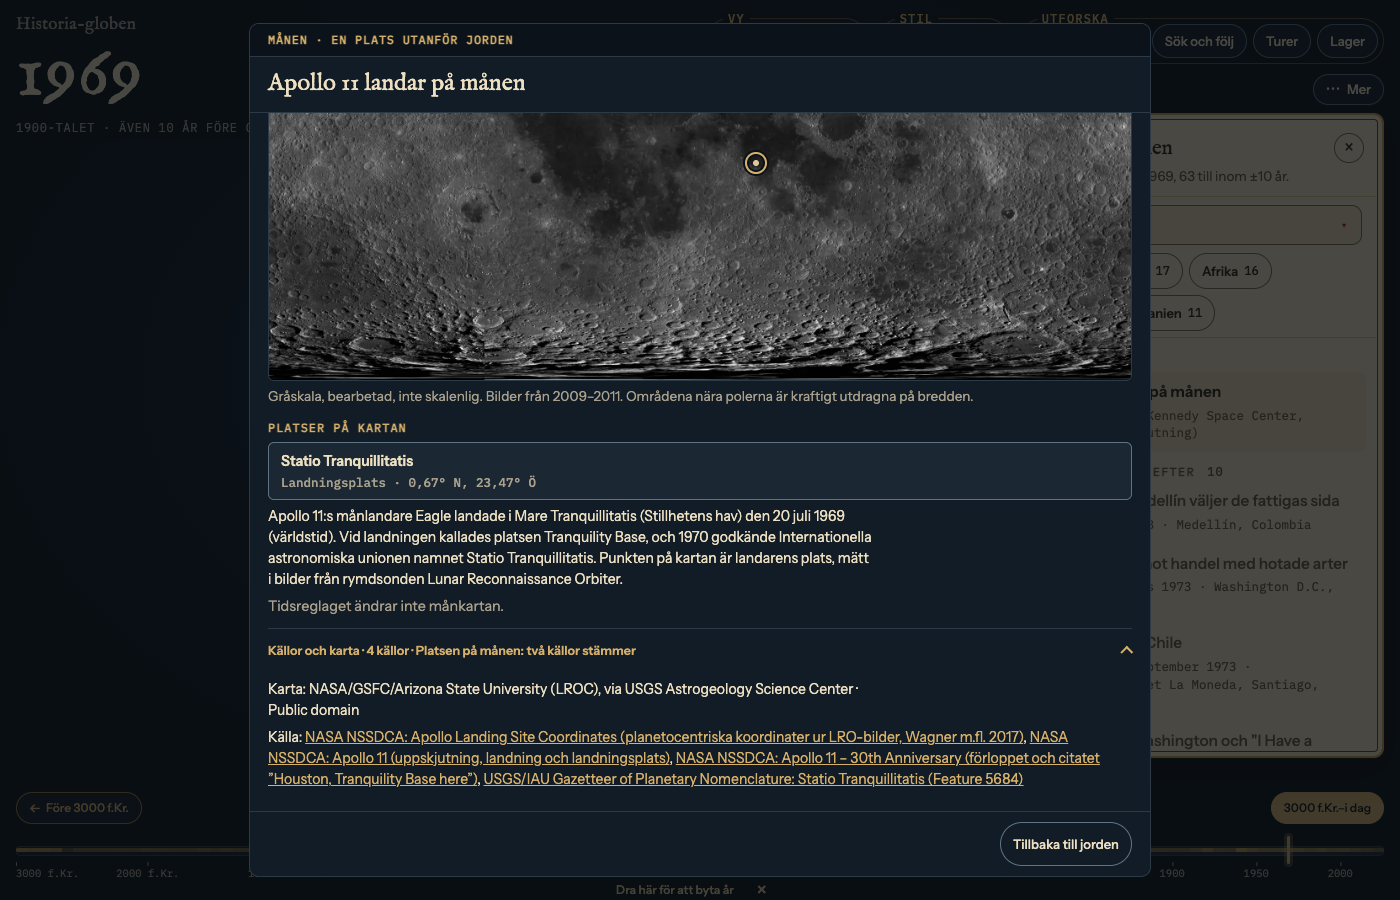 Historia-globen
1969
1900-TALET · ÄVEN 10 ÅR FÖRE
VY
STIL
UTFORSKA
Sök och följ
Turer
Lager
··· Mer
MÅNEN · EN PLATS UTANFÖR JORDEN
Apollo 11 landar på månen
Gråskala, bearbetad, inte skalenlig. Bilder från 2009–2011. Områdena nära polerna är kraftigt utdragna på bredden.
PLATSER PÅ KARTAN
Statio Tranquillitatis
Landningsplats · 0,67° N, 23,47° Ö
Apollo 11:s månlandare Eagle landade i Mare Tranquillitatis (Stillhetens hav) den 20 juli 1969
(världstid). Vid landningen kallades platsen Tranquility Base, och 1970 godkände Internationella
astronomiska unionen namnet Statio Tranquillitatis. Punkten på kartan är landarens plats, mätt
i bilder från rymdsonden Lunar Reconnaissance Orbiter.
Tidsreglaget ändrar inte månkartan.
Källor och karta · 4 källor · Platsen på månen: två källor stämmer
Karta: NASA/GSFC/Arizona State University (LROC), via USGS Astrogeology Science Center ·
Public domain
Källa: NASA NSSDCA: Apollo Landing Site Coordinates (planetocentriska koordinater ur LRO-bilder, Wagner m.fl. 2017), NASA
NSSDCA: Apollo 11 (uppskjutning, landning och landningsplats), NASA NSSDCA: Apollo 11 – 30th Anniversary (förloppet och citatet
"Houston, Tranquility Base here"), USGS/IAU Gazetteer of Planetary Nomenclature: Statio Tranquillitatis (Feature 5684)
Tillbaka till jorden
en
×
969, 63 till inom ±10 år.
17
Afrika 16
anien 11
på månen
Kennedy Space Center,
utning)
EFTER 10
dellín väljer de fattigas sida
· Medellín, Colombia
mot handel med hotade arter
s 1973 · Washington D.C.,
Chile
ptember 1973 ·
et La Moneda, Santiago,
ashington och "I Have a
← Före 3000 f.Kr.
3000 f.Kr.–i dag
3000 f.Kr.
2000 f.Kr.
1900
1950
2000
Dra här för att byta år ×